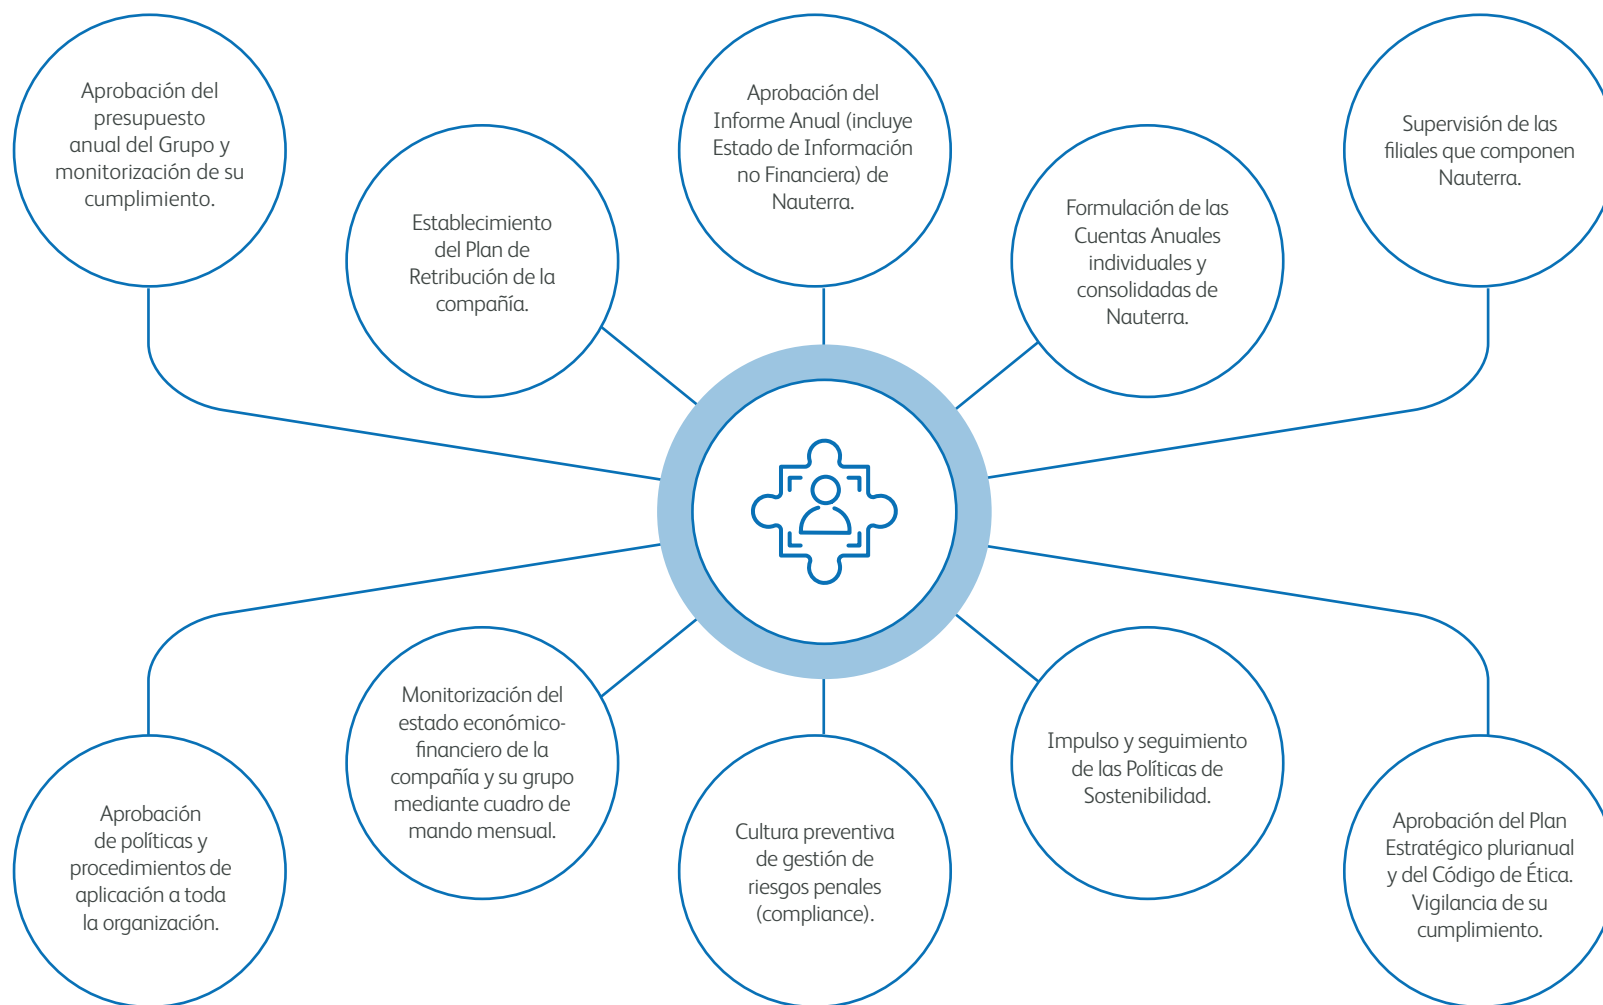 Aprobación del
presupuesto
anual del Grupo y
monitorización de su
cumplimiento.
Establecimiento
del Plan de
Retribución de la
compañía.
Aprobación del
Informe Anual (incluye
Estado de Información
no Financiera) de
Nauterra.
Formulación de las
Cuentas Anuales
individuales y
consolidadas de
Nauterra.
Supervisión de las
filiales que componen
Nauterra.
Aprobación
de políticas y
procedimientos de
aplicación a toda
la organización.
Monitorización del
estado económico-
financiero de la
compañía y su grupo
mediante cuadro de
mando mensual.
Cultura preventiva
de gestión de
riesgos penales
(compliance).
Impulso y seguimiento
de las Políticas de
Sostenibilidad.
Aprobación del Plan
Estratégico plurianual
y del Código de Ética.
Vigilancia de su
cumplimiento.